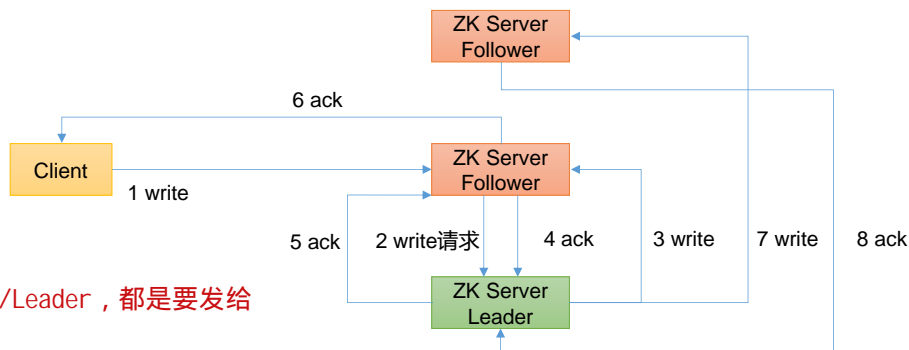 ZK Server
Follower
6 ack
Client
ZK Server
Follower
1 write
5 ack
2 write请求
4 ack
3 write
7 write
8 ack
/Leader，都是要发给
ZK Server
Leader